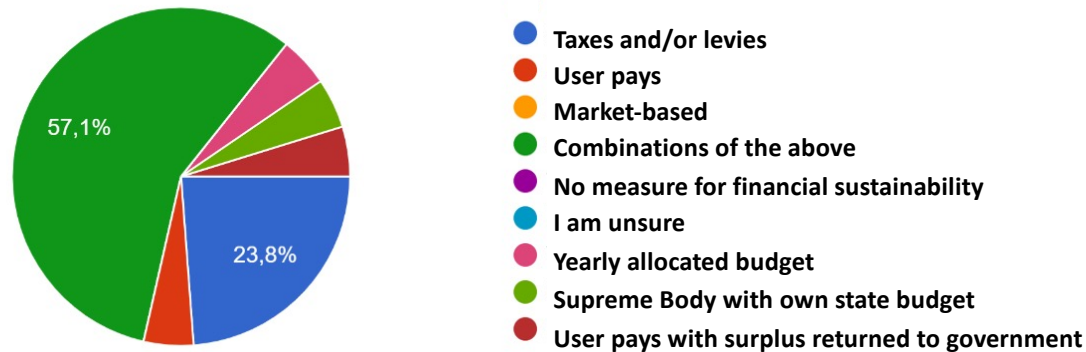 57,1%
23,8%
Taxes and/or levies
User pays
Market-based
Combinations of the above
No measure for financial sustainability
I am unsure
Yearly allocated budget
Supreme Body with own state budget
User pays with surplus returned to government